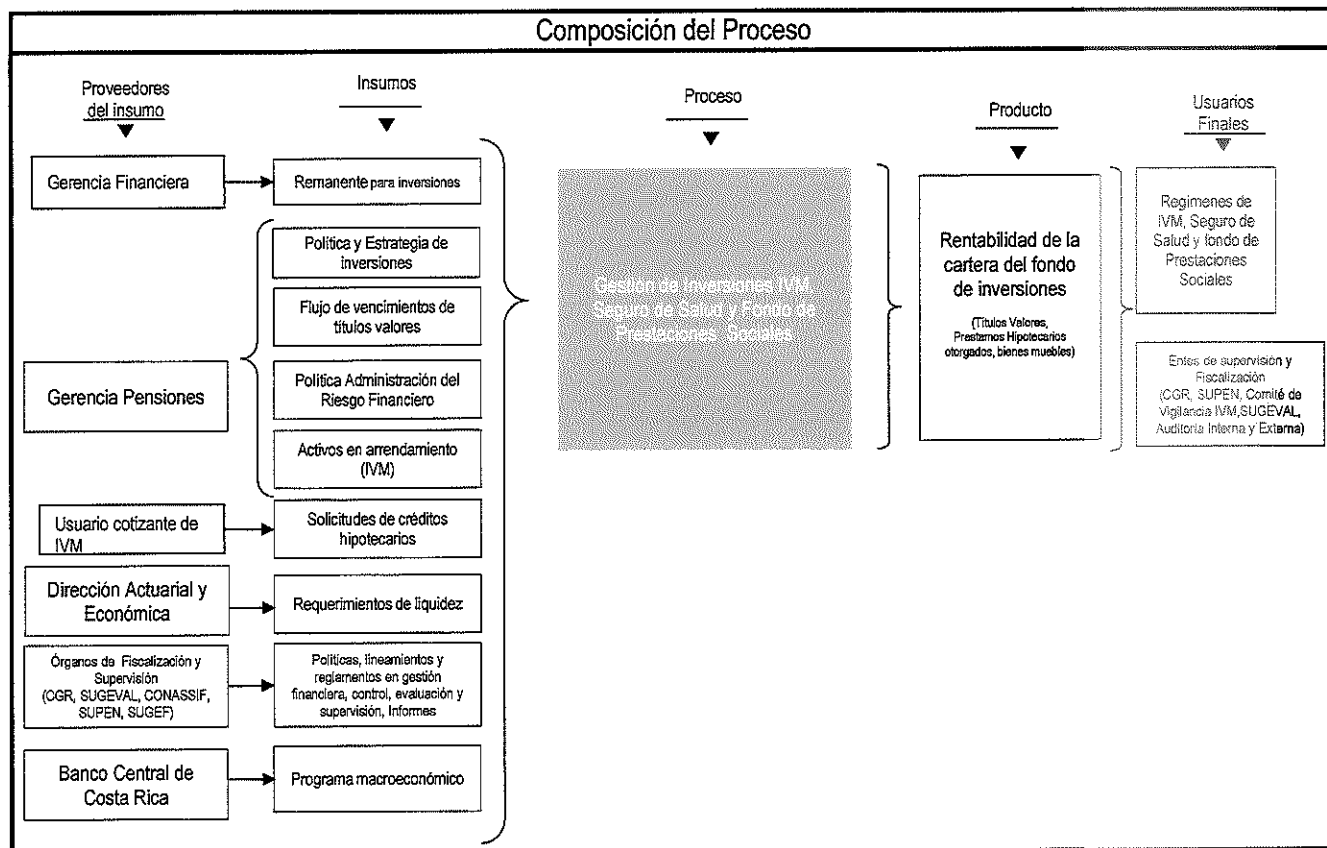 Composición del Proceso
Proveedores
del insumo
Insumos
Proceso
Producto
Usuarios
Finales
Gerencia Financiera
Remanente para inversiones
Política y Estrategia de
inversiones
Flujo de vencimientos de
títulos valores
Gerencia Pensiones
Política Administración del
Riesgo Financiero
Activos en arrendamiento
(IVM)
Usuario cotizante de
IVM
Solicitudes de créditos
hipotecarios
Dirección Actuarial y
Económica
Requerimientos de liquidez
Órganos de Fiscalización y
Supervisión
(CGR, SUGEVAL, CONASSIF,
SUPEN, SUGEF)
Políticas, lineamientos y
reglamentos en gestión
financiera, control, evaluación y
supervisión, Informes
Banco Central de
Costa Rica
Programa macroeconómico
Gestión de Inversiones IVM,
Seguro de Salud y Fondo de
Prestaciones Sociales
Rentabilidad de la
cartera del fondo
de inversiones
(Títulos Valores,
Prestamos Hipotecarios
otorgados, bienes muebles)
Regimenes de
IVM, Seguro de
Salud y fondo de
Prestaciones
Sociales
Entes de supervisión y
Fiscalización
(CGR, SUPEN, Comité de
Vigilancia IVM,SUGEVAL,
Auditoria Interna y Externa)